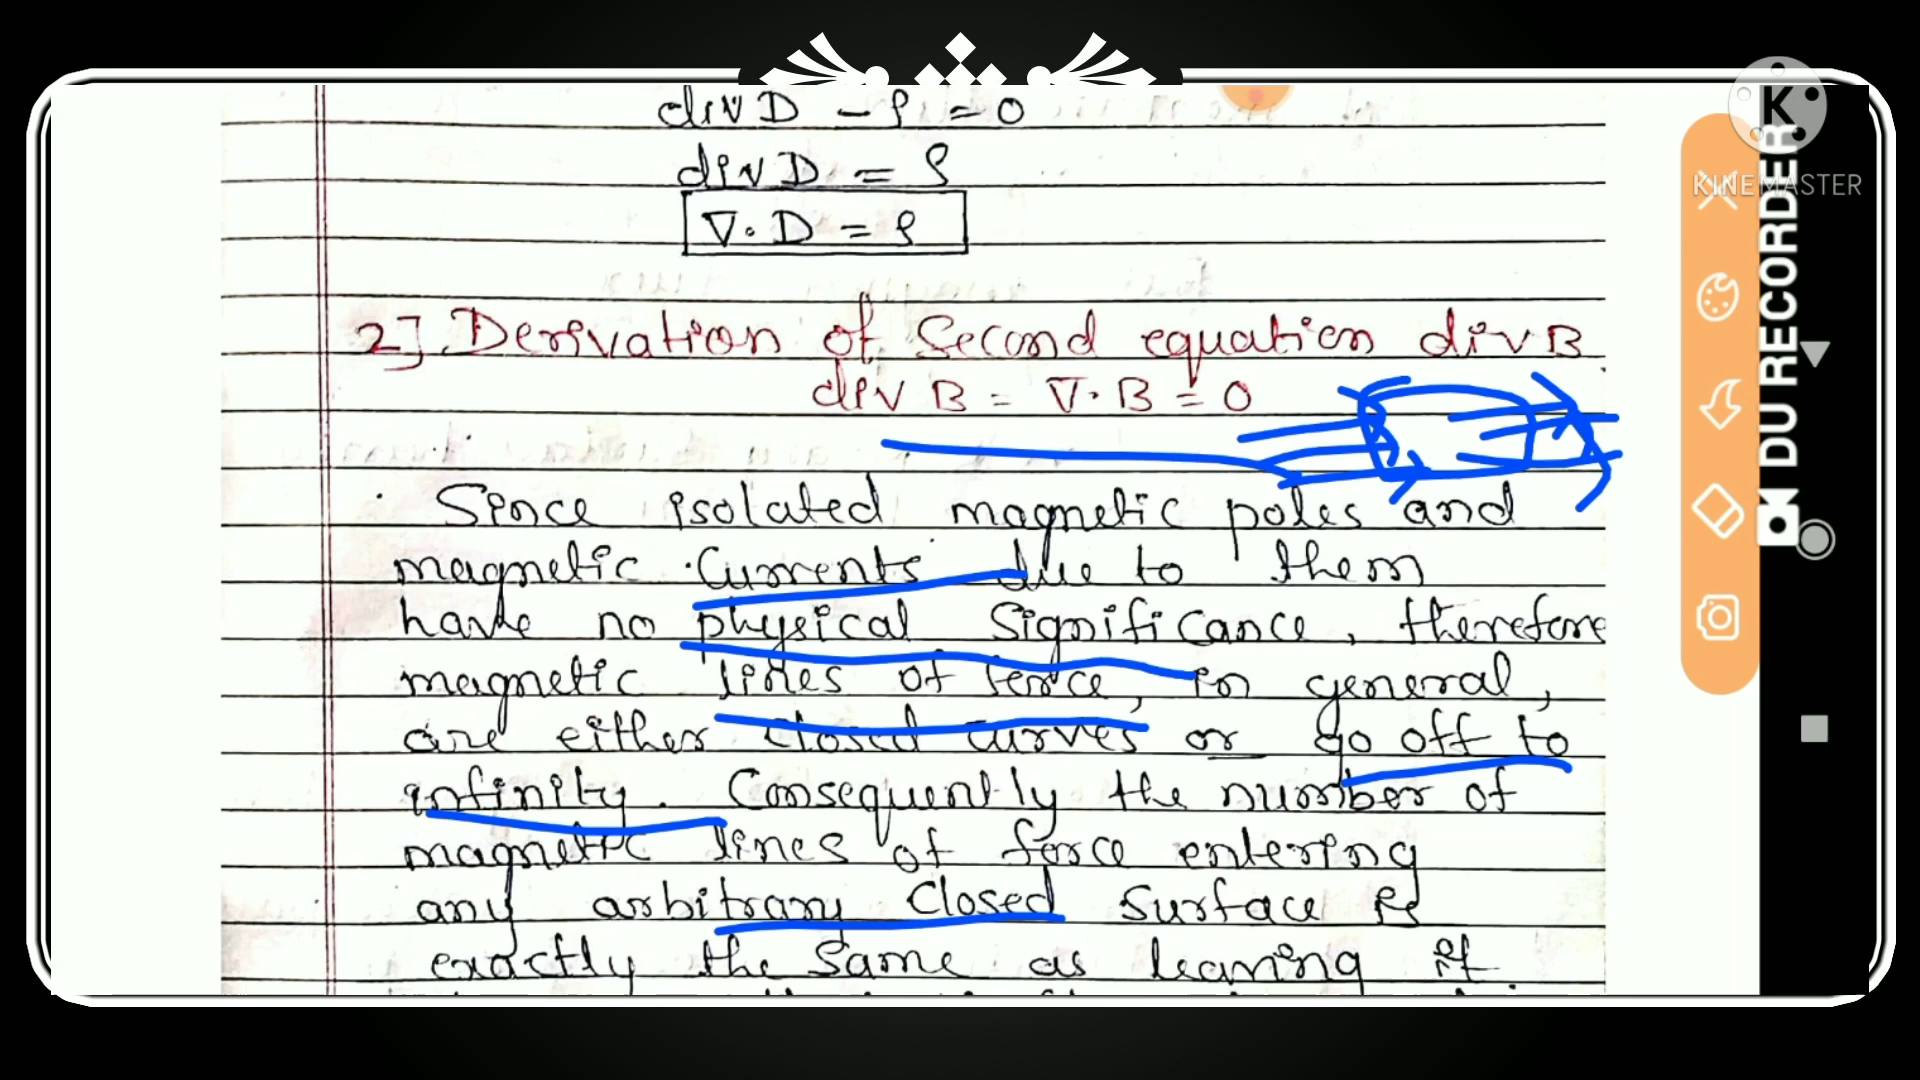 div D - ρ = 0
div D = ρ
∇·D = ρ
2] Derivation of Second equation div B
div B = ∇·B = 0
Since isolated magnetic poles and
magnetic currents due to them
have no physical Significance, therefore
magnetic lines of force, in general,
are either closed curves or go off to
infinity. Consequently the number of
magnetic lines of force entering
any arbitrary Closed Surface is
exactly the same as leaving it
K
KINEMASTER
DU RECORDER